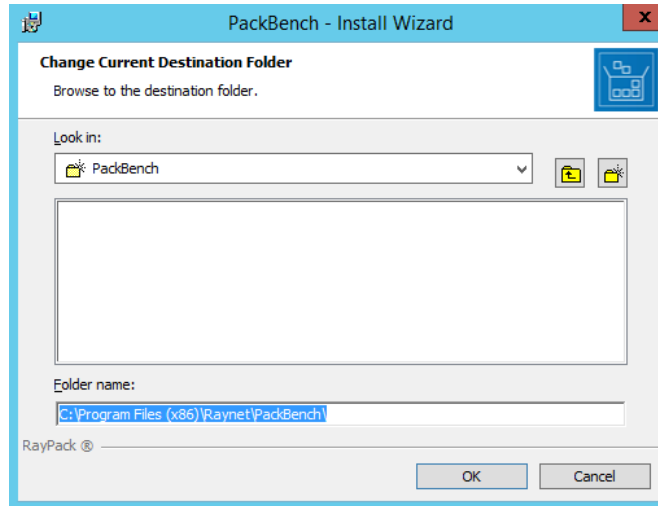 PackBench - Install Wizard
x
Change Current Destination Folder
Browse to the destination folder.
Look in:
PackBench
Folder name:
C:\Program Files (x86)\Raynet\PackBench\
RayPack ®
OK Cancel